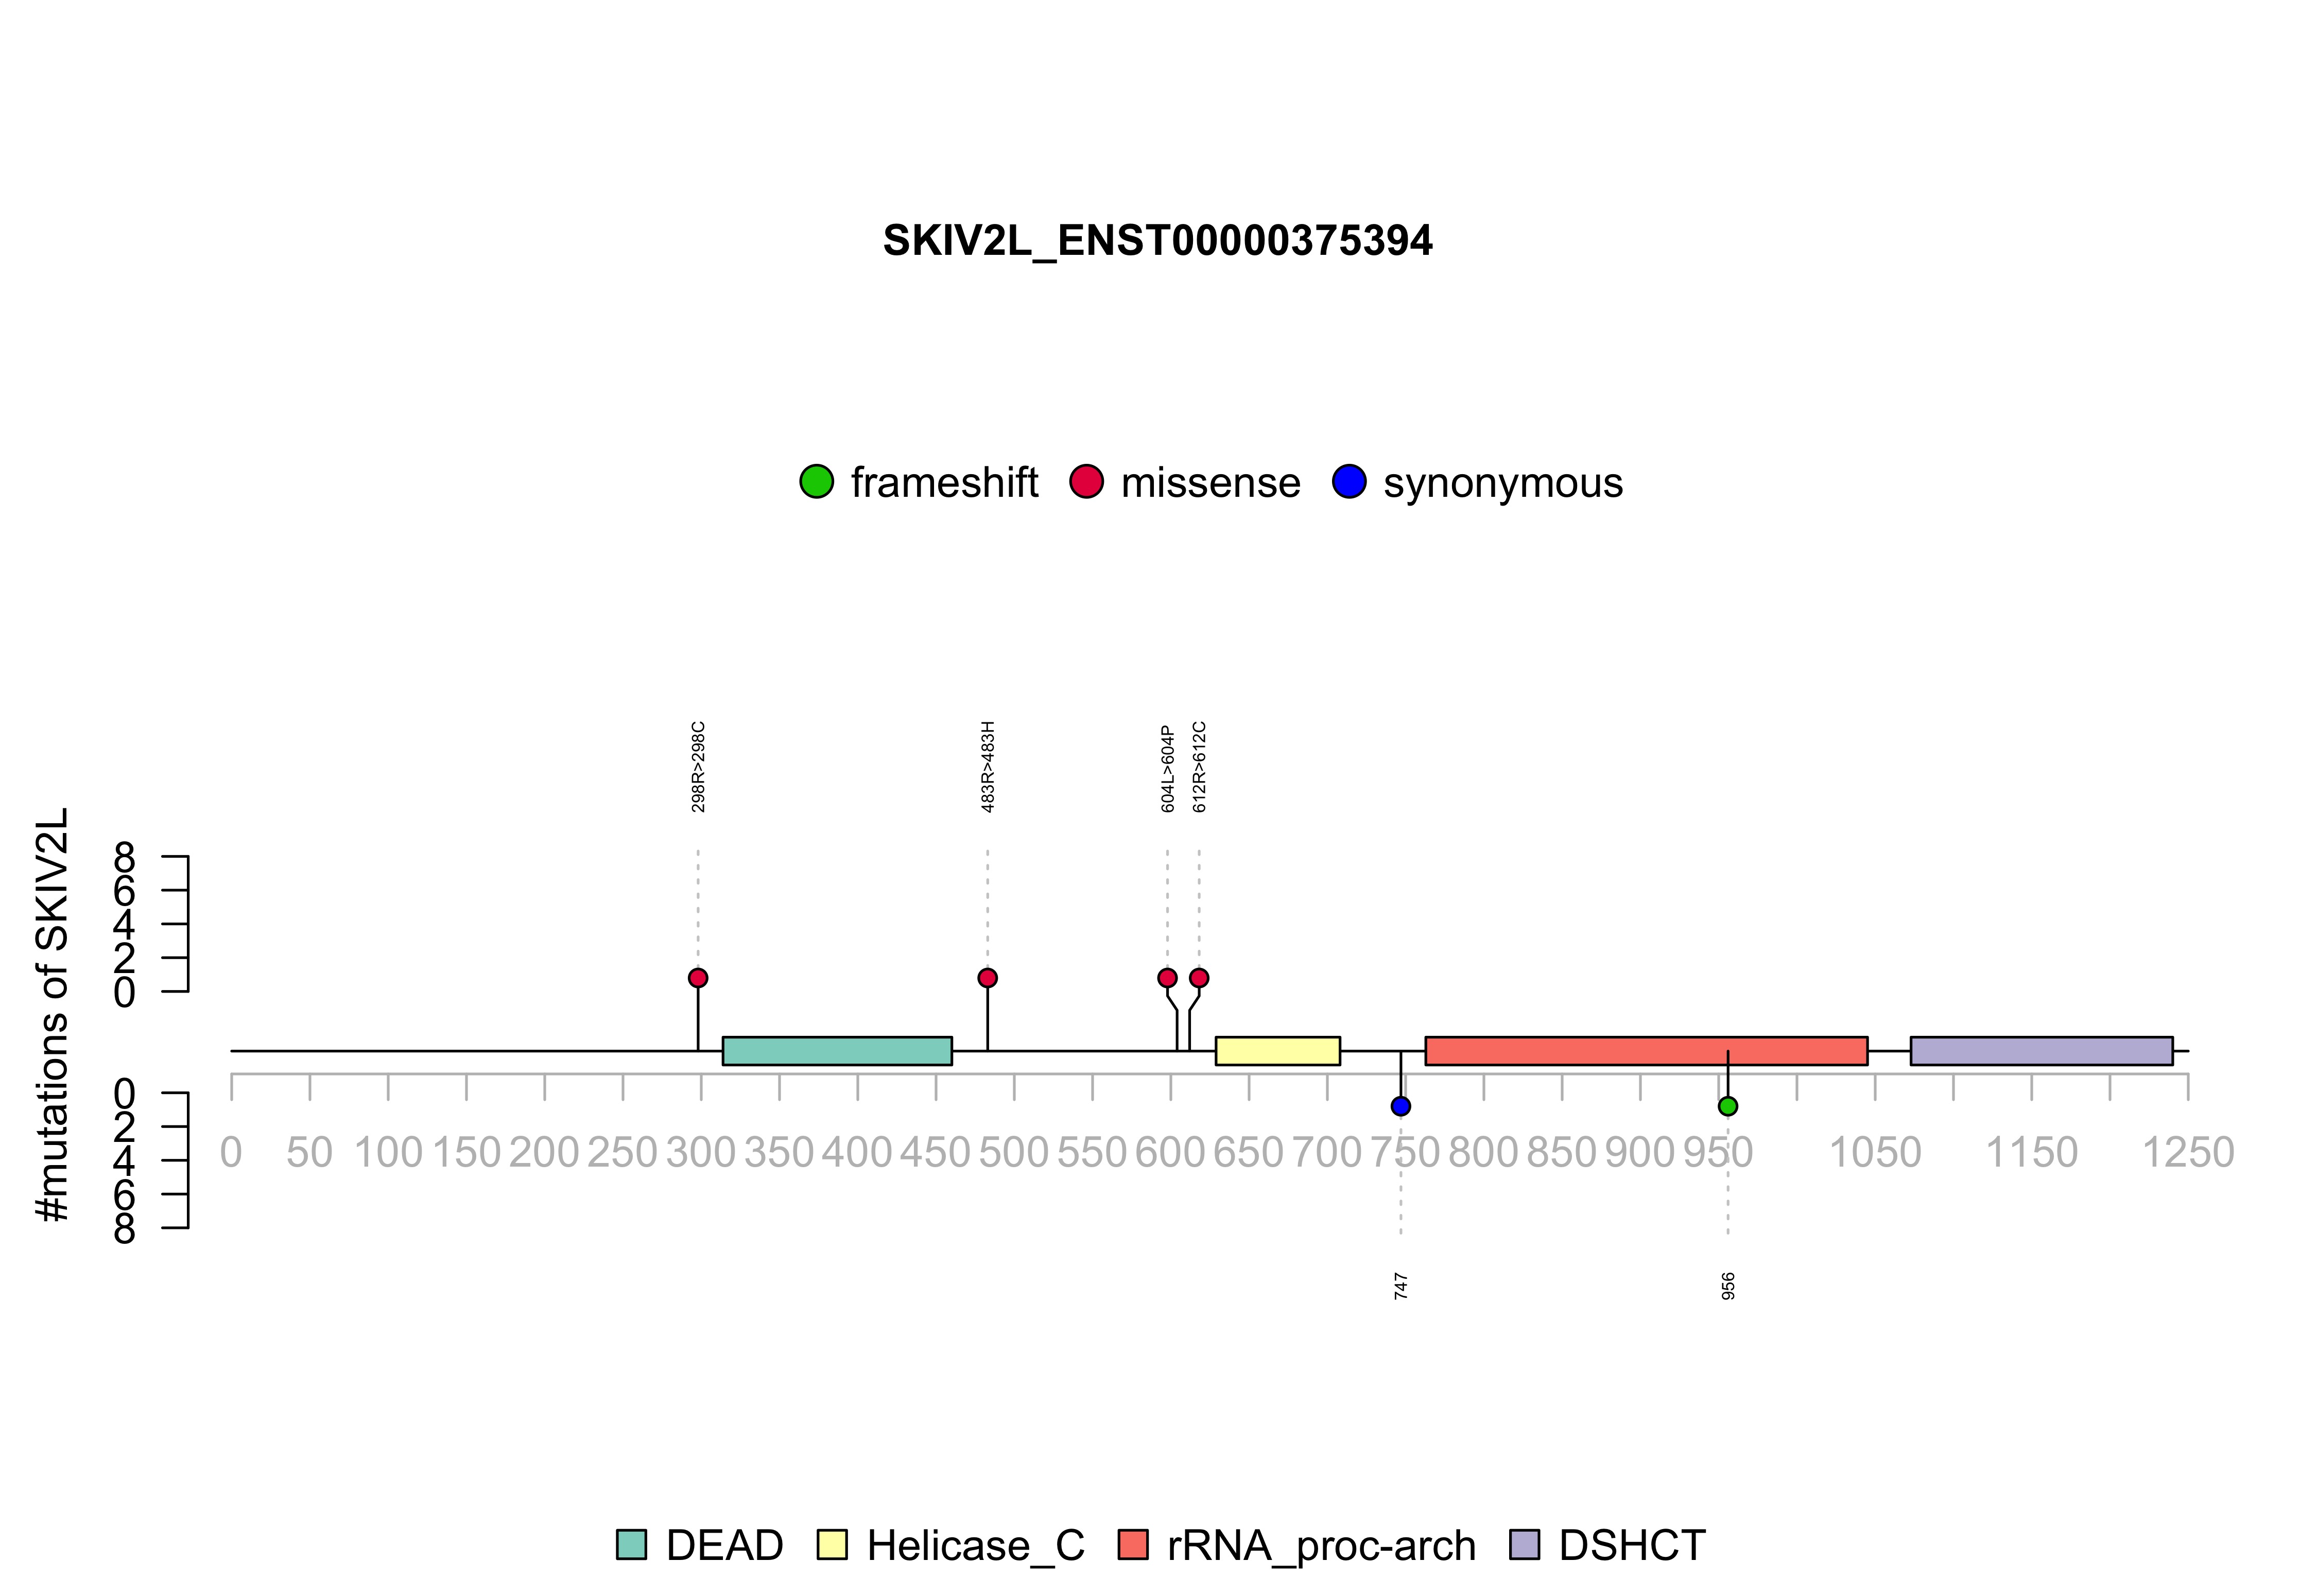 SKIV2L_ENST00000375394
frameshift missense synonymous
298R>298C 483R>483H 604L>604P 612R>612C
#mutations of SKIV2L
8
6
4
2
0
0
2
4
6
8
0 50 100 150 200 250 300 350 400 450 500 550 600 650 700 750 800 850 900 950 1050 1150 1250
747 956
DEAD Helicase_C rRNA_proc-arch DSHCT